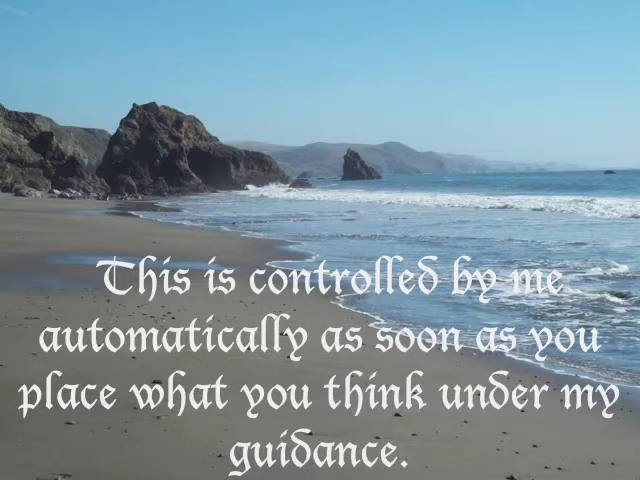 This is controlled by me
automatically as soon as you
place what you think under my
guidance.